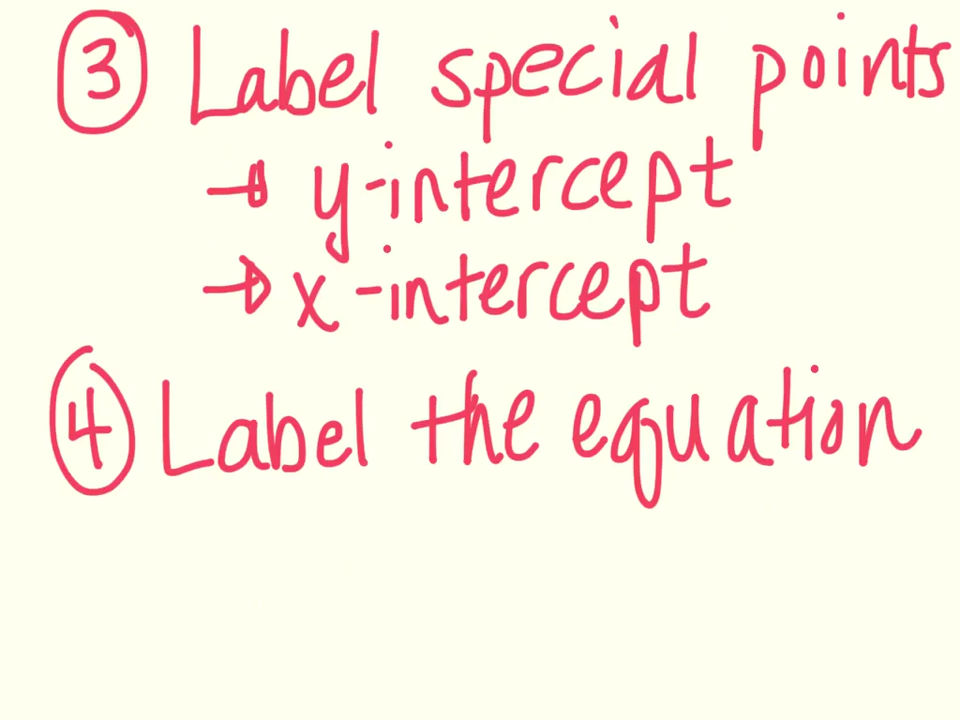 ③ Label special points
→ y-intercept
→ x-intercept
④ Label the equation